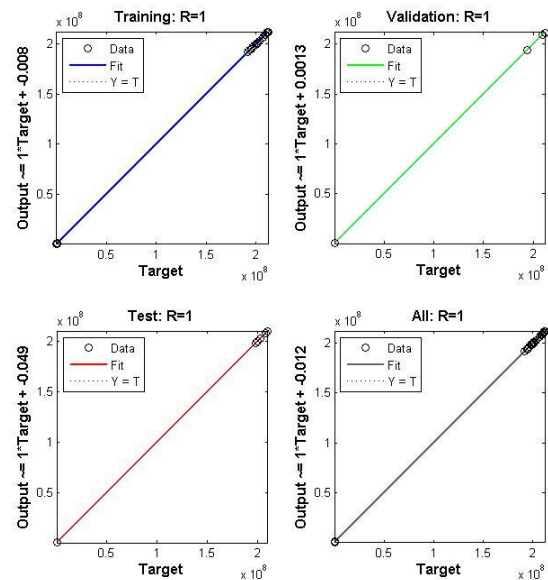 Training: R=1
x 10^8
Output ~= 1*Target + -0.008
2
1.5
1
0.5
Data
Fit
Y = T
0.5 1 1.5 2
x 10^8
Target
Validation: R=1
x 10^8
Output ~= 1*Target + 0.0013
2
1.5
1
0.5
Data
Fit
Y = T
0.5 1 1.5 2
x 10^8
Target
Test: R=1
x 10^8
Output ~= 1*Target + -0.049
2
1.5
1
0.5
Data
Fit
Y = T
0.5 1 1.5 2
x 10^8
Target
All: R=1
x 10^8
Output ~= 1*Target + -0.012
2
1.5
1
0.5
Data
Fit
Y = T
0.5 1 1.5 2
x 10^8
Target